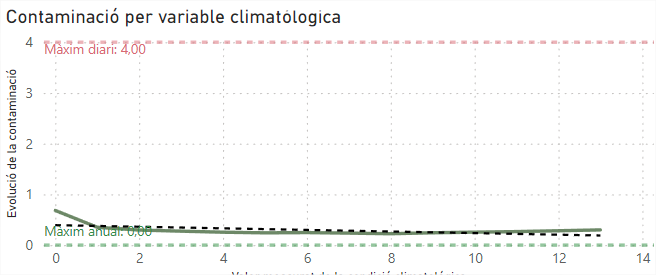 Contaminació per variable climatològica
4
Màxim diari: 4,00
3
2
1
Màxim anual: 0,00
0
0 2 4 6 8 10 12 14
Evolució de la contaminació